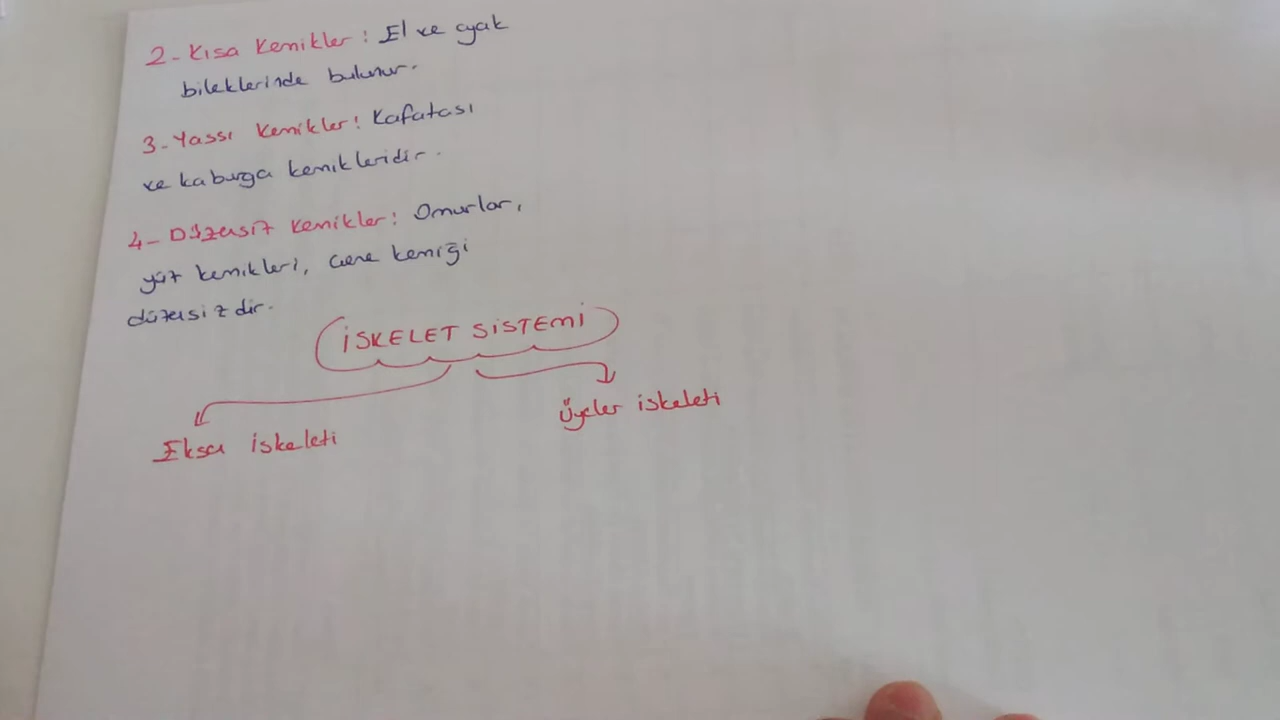 2- Kısa Kemikler: El ve ayak
bileklerinde bulunur.
3- Yassı Kemikler: Kafatası
ve kaburga kemikleridir.
4- Düzensiz Kemikler: Omurlar,
yüz kemikleri, çene kemiği
düzensizdir.
İSKELET SİSTEMİ
Üyeler iskeleti
Eksen iskeleti